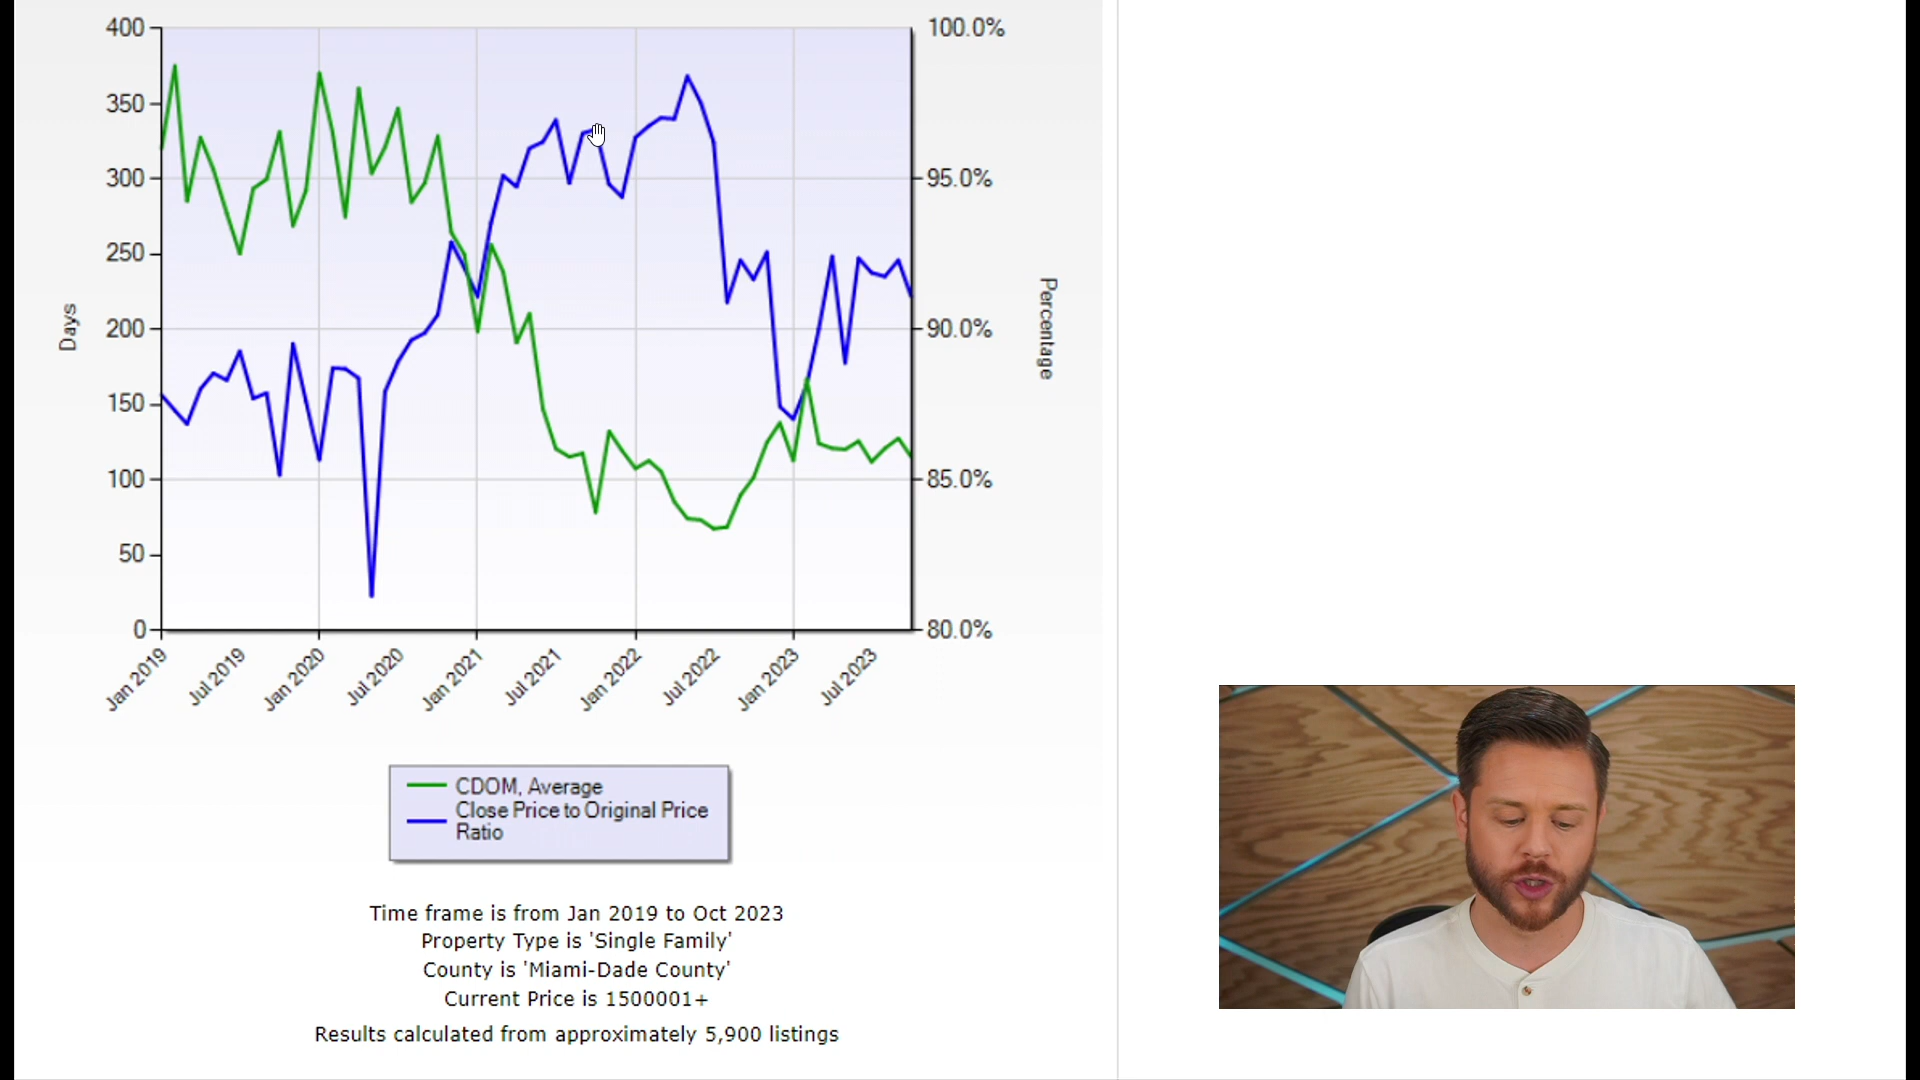 400
350
300
250
200
150
100
50
0
Days
100.0%
95.0%
90.0%
85.0%
80.0%
Percentage
Jan 2019
Jul 2019
Jan 2020
Jul 2020
Jan 2021
Jul 2021
Jan 2022
Jul 2022
Jan 2023
Jul 2023
CDOM, Average
Close Price to Original Price
Ratio
Time frame is from Jan 2019 to Oct 2023
Property Type is 'Single Family'
County is 'Miami-Dade County'
Current Price is 1500001+
Results calculated from approximately 5,900 listings